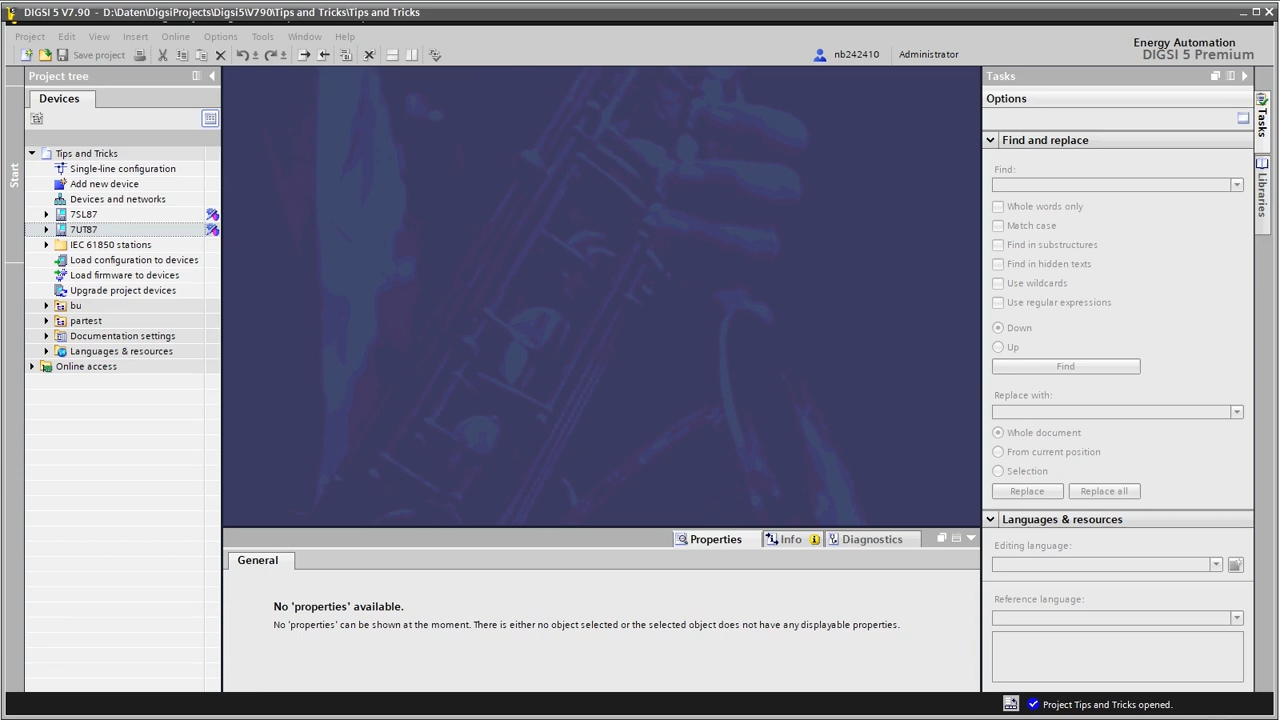 DIGSI 5 V7.90 - D:\Daten\DigsiProjects\Digsi5\V790\Tips and Tricks\Tips and Tricks
Project Edit View Insert Online Options Tools Window Help
Save project
nb242410 Administrator
Energy Automation
DIGSI 5 Premium
Project tree
Devices
Start
Tips and Tricks
Single-line configuration
Add new device
Devices and networks
7SL87
7UT87
IEC 61850 stations
Load configuration to devices
Load firmware to devices
Upgrade project devices
bu
partest
Documentation settings
Languages & resources
Online access
Properties Info Diagnostics
General
No 'properties' available.
No 'properties' can be shown at the moment. There is either no object selected or the selected object does not have any displayable properties.
Tasks
Options
Find and replace
Find:
Whole words only
Match case
Find in substructures
Find in hidden texts
Use wildcards
Use regular expressions
Down
Up
Find
Replace with:
Whole document
From current position
Selection
Replace Replace all
Languages & resources
Editing language:
Reference language:
Tasks
Libraries
Project Tips and Tricks opened.